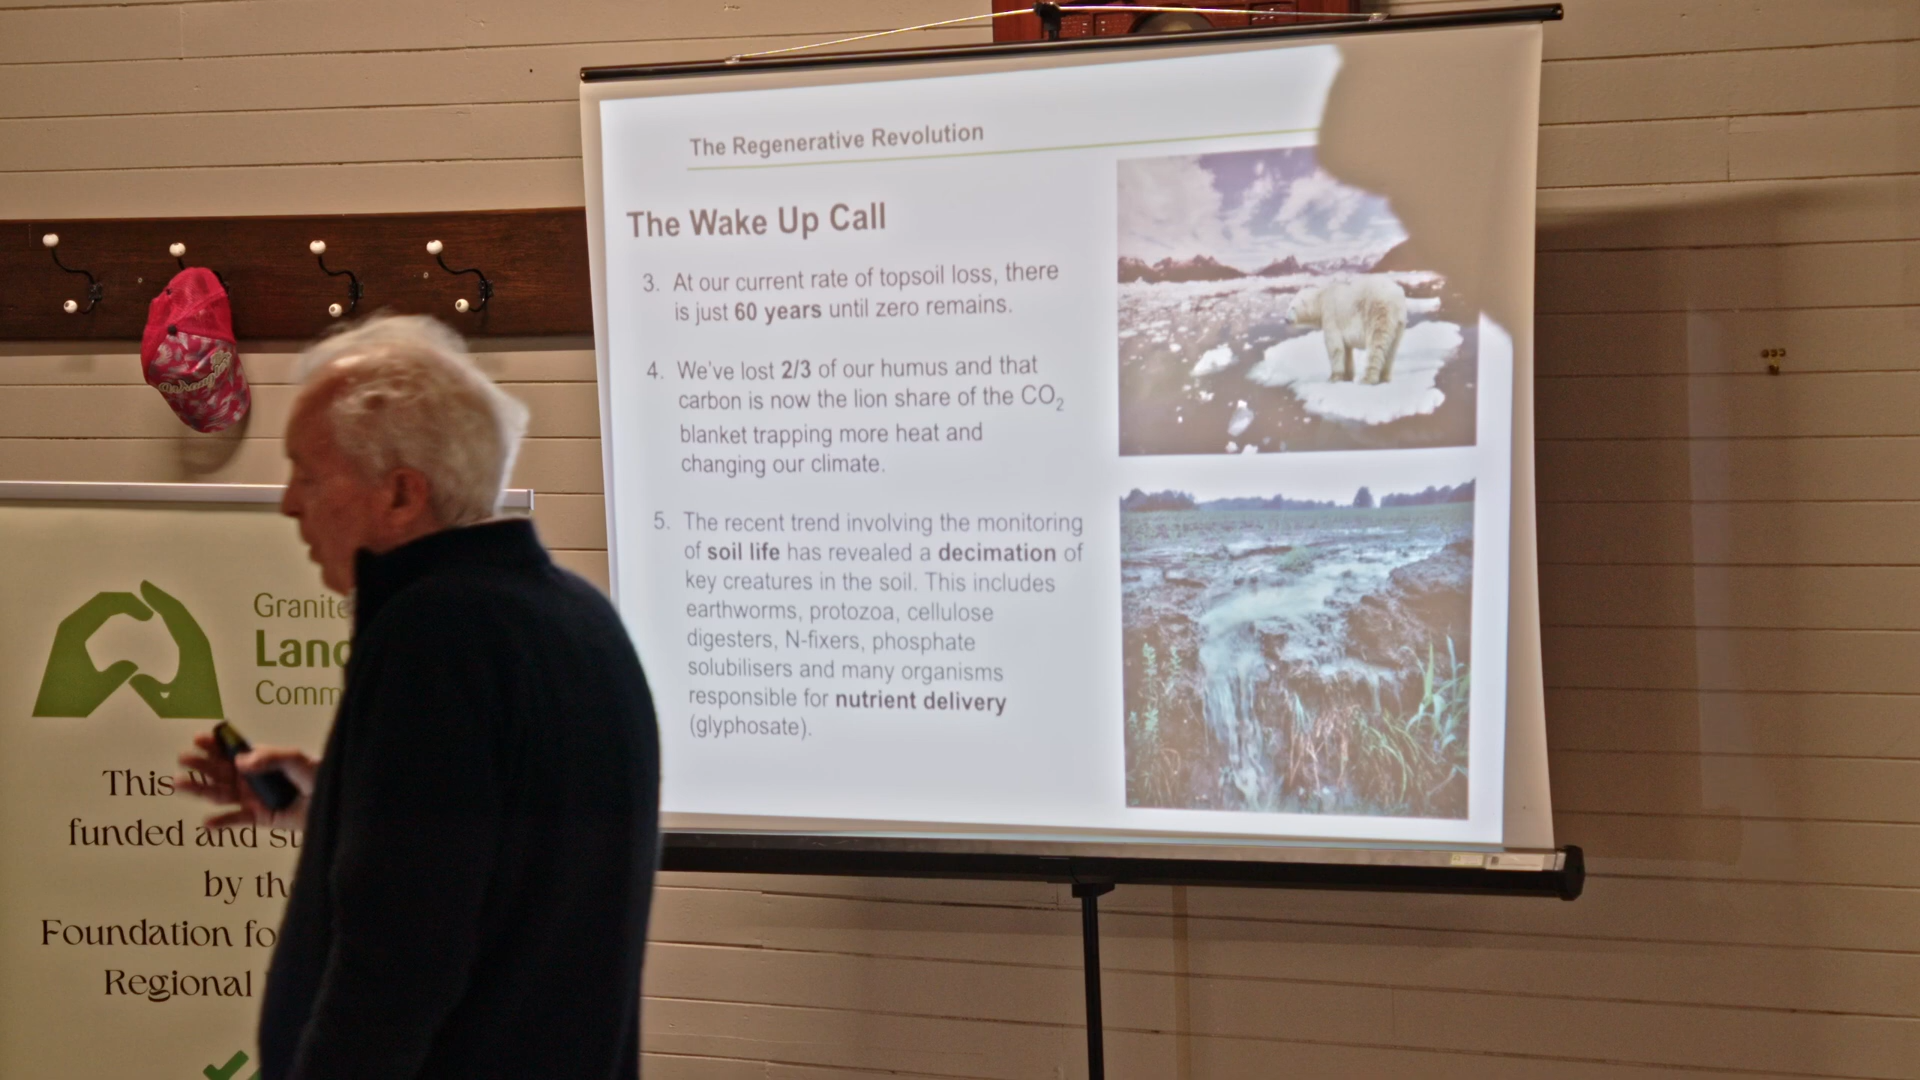 The Regenerative Revolution
The Wake Up Call
3. At our current rate of topsoil loss, there
is just 60 years until zero remains.
4. We've lost 2/3 of our humus and that
carbon is now the lion share of the CO₂
blanket trapping more heat and
changing our climate.
5. The recent trend involving the monitoring
of soil life has revealed a decimation of
key creatures in the soil. This includes
earthworms, protozoa, cellulose
digesters, N-fixers, phosphate
solubilisers and many organisms
responsible for nutrient delivery
(glyphosate).
Granite
Land
Comm
This
funded and
by the
Foundation fo
Regional